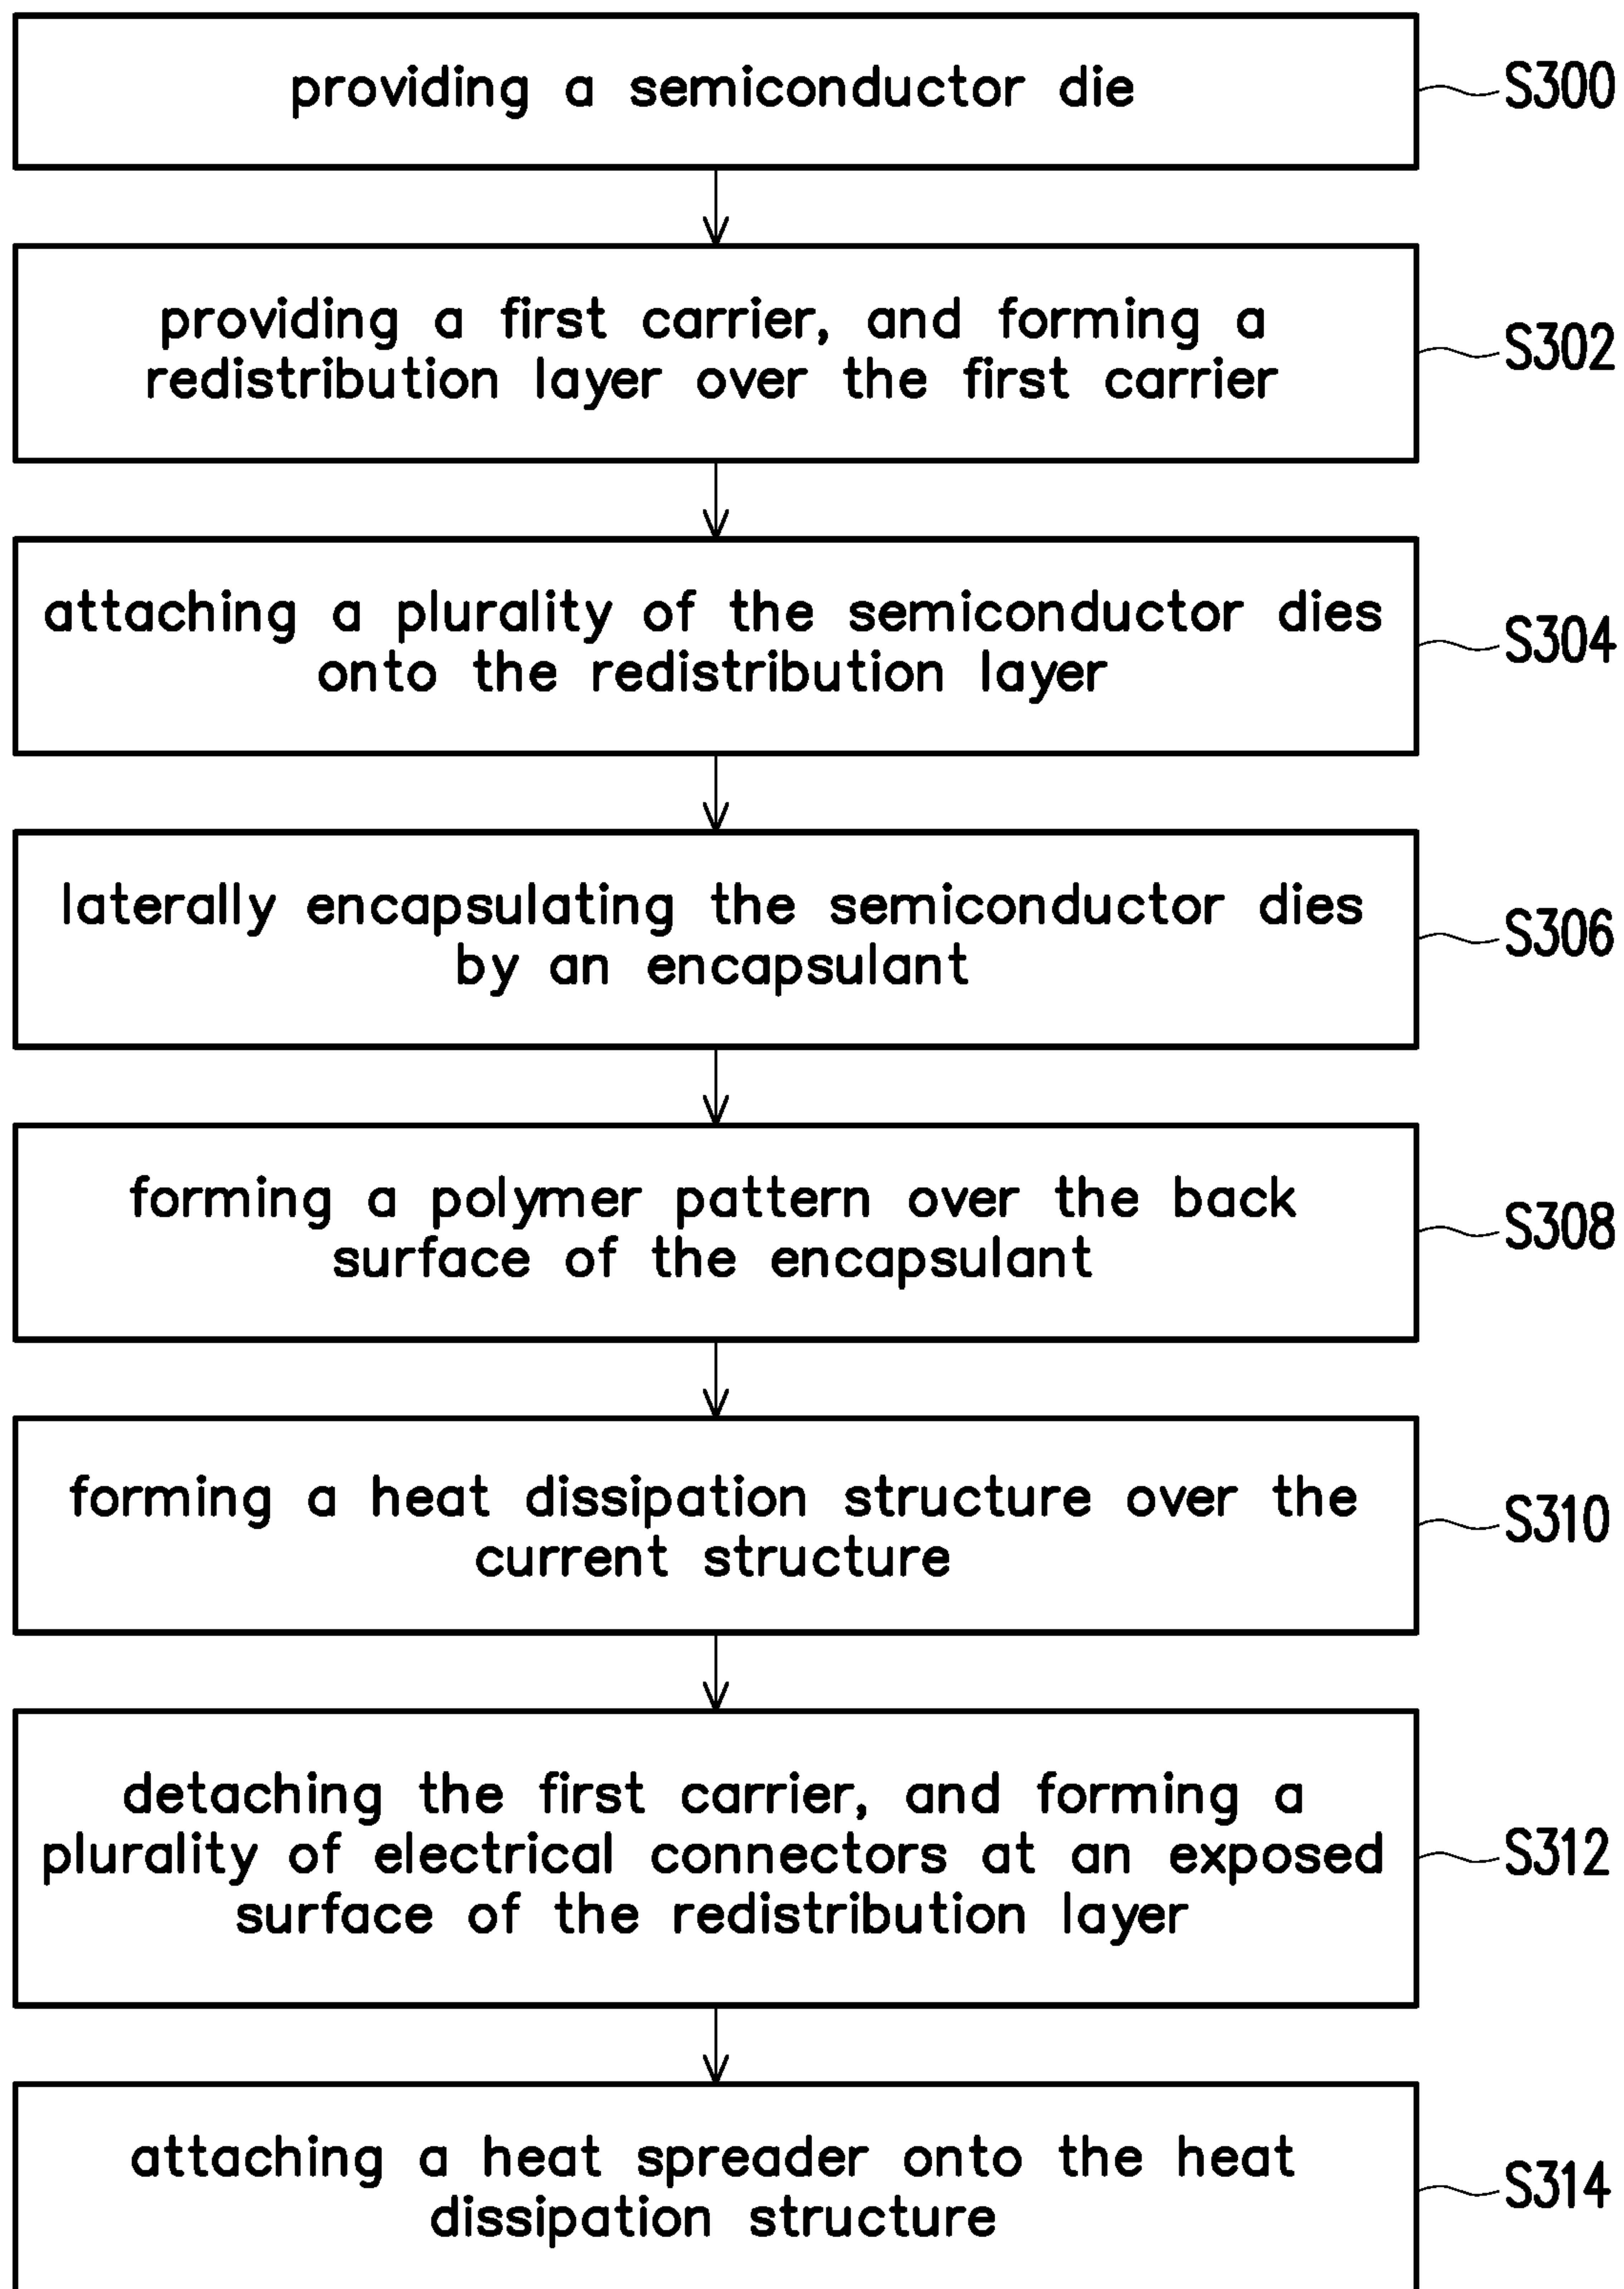 providing a semiconductor die
S300
providing a first carrier, and forming a
redistribution layer over the first carrier
S302
attaching a plurality of the semiconductor dies
onto the redistribution layer
S304
laterally encapsulating the semiconductor dies
by an encapsulant
S306
forming a polymer pattern over the back
surface of the encapsulant
S308
forming a heat dissipation structure over the
current structure
S310
detaching the first carrier, and forming a
plurality of electrical connectors at an exposed
surface of the redistribution layer
S312
attaching a heat spreader onto the heat
dissipation structure
S314